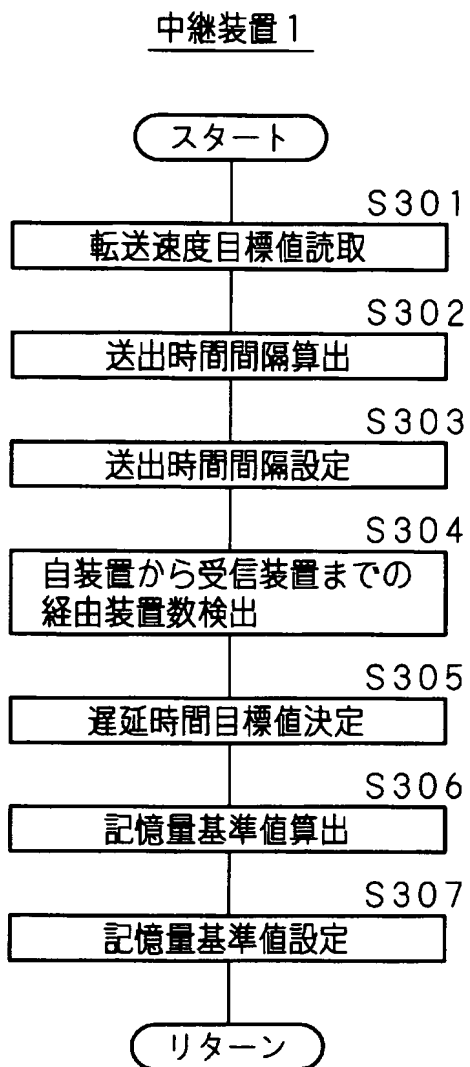 中継装置1
スタート
S301
転送速度目標値読取
S302
送出時間間隔算出
S303
送出時間間隔設定
S304
自装置から受信装置までの
経由装置数検出
S305
遅延時間目標値決定
S306
記憶量基準値算出
S307
記憶量基準値設定
リターン